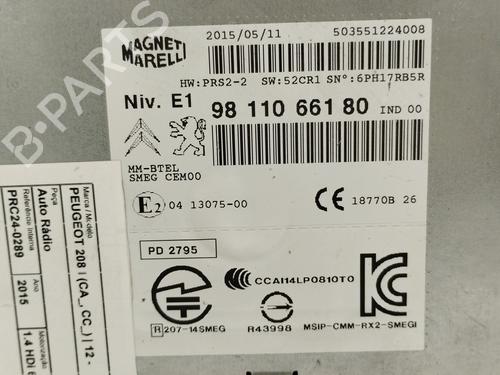 MAGNETI
MARELLI
2015/05/11
503551224008
HW:PRS2-2 SW:52CR1 SN°:6PH17RB5R
Niv. E1
98 110 661 80 IND 00
MM-BTEL
SMEG CEM00
E2 04 13075-00
CE 18770B 26
PD 2795
CCAI14LP0810T0
R 207-14SMEG
R43998
MSIP-CMM-RX2-SMEGI
Marca / Modelo
PEUGEOT 208 I (CA_, CC_) | 12 -
Peça
Auto Rádio
Referência Interna
PRC24-0289
Ano
2015
Motorização
1.4 HDi
B-PARTS